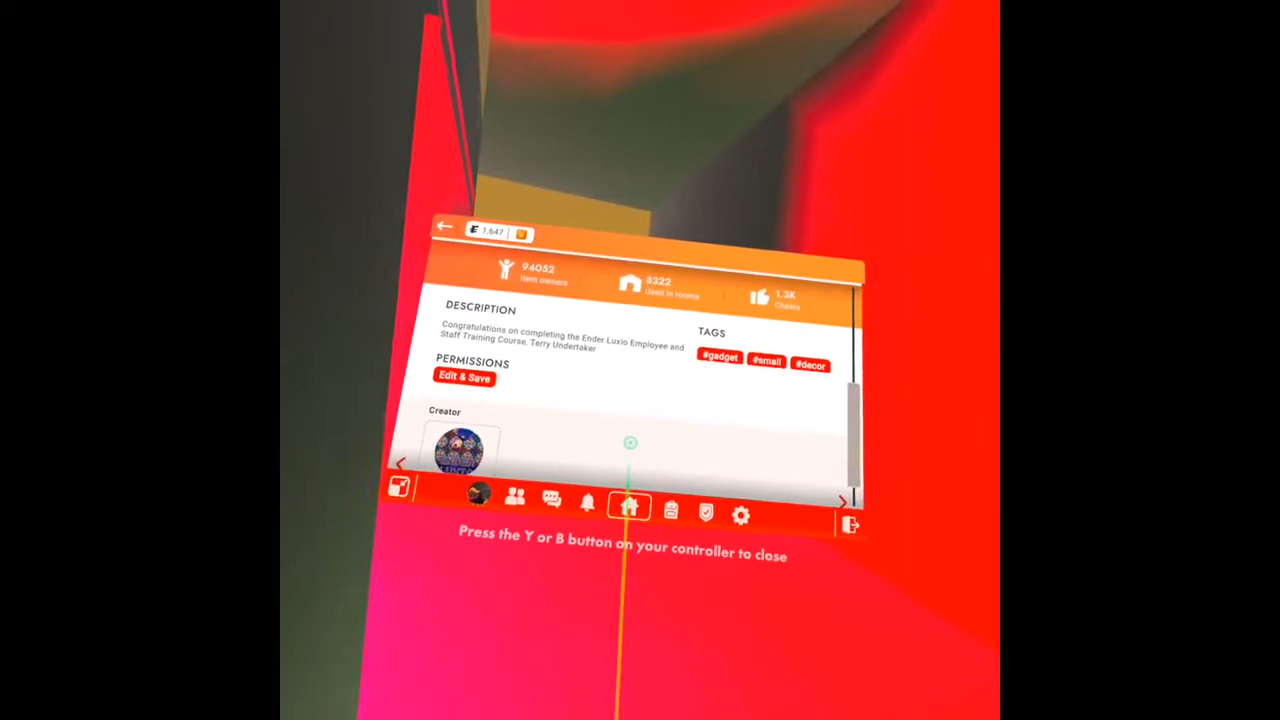 1,647
94052
Item owners
8322
Used in rooms
1.3K
Cheers
DESCRIPTION
Congratulations on completing the Ender Luxio Employee and
Staff Training Course, Terry Undertaker
TAGS
#gadget #small #decor
PERMISSIONS
Edit & Save
Creator
Press the Y or B button on your controller to close